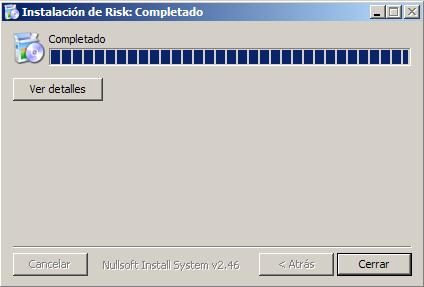 Instalación de Risk: Completado
Completado
Ver detalles
Cancelar
Nullsoft Install System v2.46
< Atrás
Cerrar